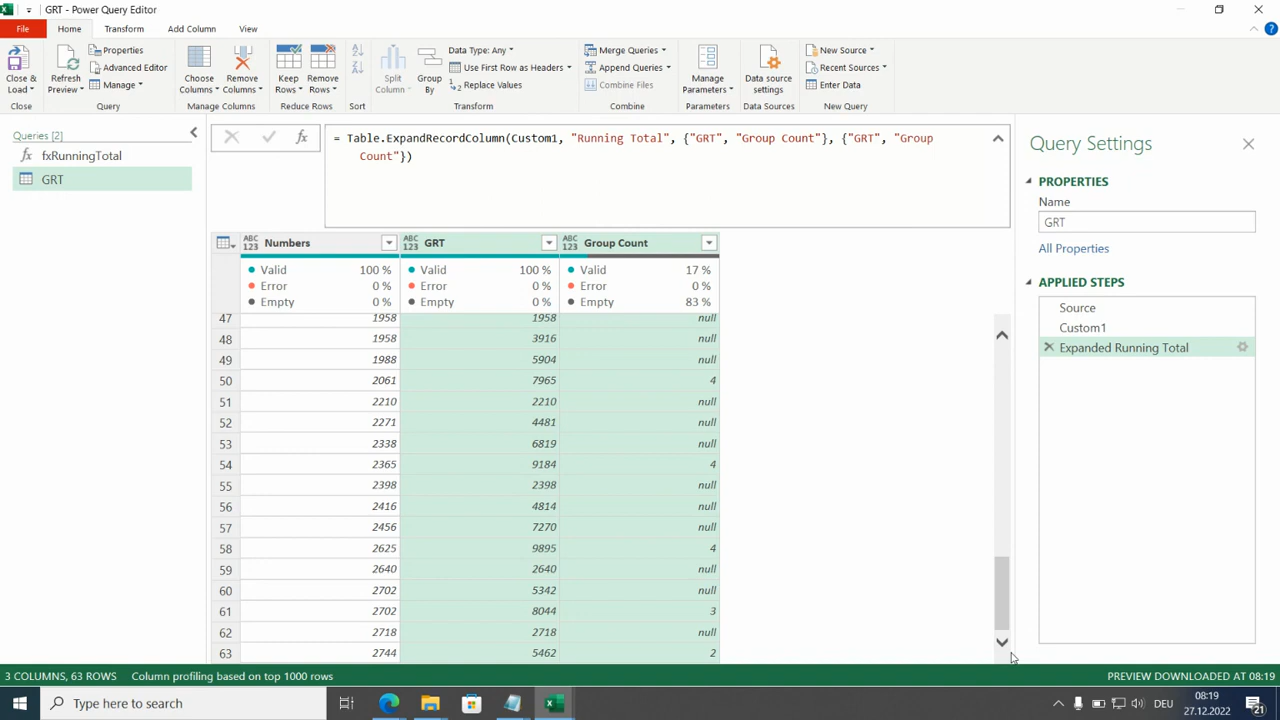 GRT - Power Query Editor
File
Home
Transform
Add Column
View
Close &
Load
Close
Refresh
Preview
Properties
Advanced Editor
Manage
Query
Choose
Columns
Remove
Columns
Manage Columns
Keep
Rows
Remove
Rows
Reduce Rows
Sort
Split
Column
Group
By
Data Type: Any
Use First Row as Headers
Replace Values
Transform
Merge Queries
Append Queries
Combine Files
Combine
Manage
Parameters
Parameters
Data source
settings
Data Sources
New Source
Recent Sources
Enter Data
New Query
Queries [2]
fxRunningTotal
GRT
= Table.ExpandRecordColumn(Custom1, "Running Total", {"GRT", "Group Count"}, {"GRT", "Group
Count"})
ABC 123 Numbers ABC 123 GRT ABC 123 Group Count
Valid 100 % Valid 100 % Valid 17 %
Error 0 % Error 0 % Error 0 %
Empty 0 % Empty 0 % Empty 83 %
47 1958 1958 null
48 1958 3916 null
49 1988 5904 null
50 2061 7965 4
51 2210 2210 null
52 2271 4481 null
53 2338 6819 null
54 2365 9184 4
55 2398 2398 null
56 2416 4814 null
57 2456 7270 null
58 2625 9895 4
59 2640 2640 null
60 2702 5342 null
61 2702 8044 3
62 2718 2718 null
63 2744 5462 2
Query Settings
PROPERTIES
Name
GRT
All Properties
APPLIED STEPS
Source
Custom1
Expanded Running Total
3 COLUMNS, 63 ROWS Column profiling based on top 1000 rows
PREVIEW DOWNLOADED AT 08:19
Type here to search
DEU
08:19
27.12.2022
21